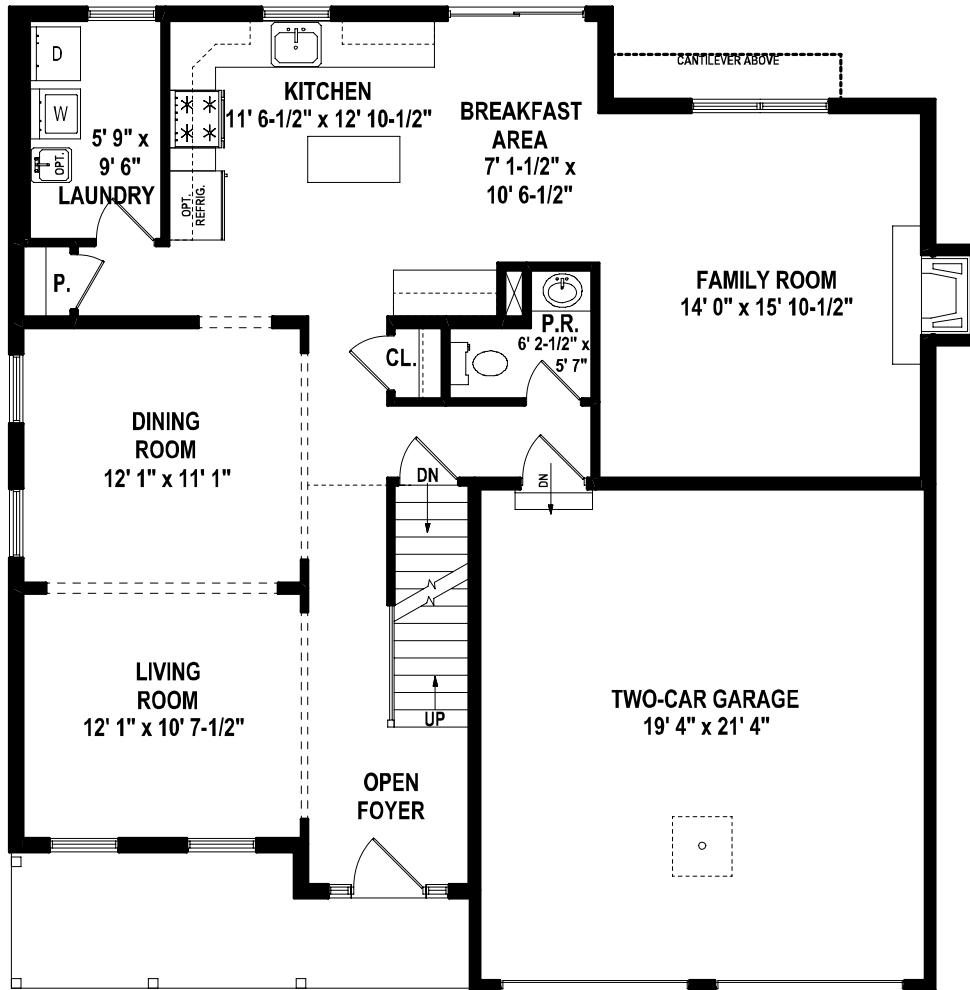 D
W
OPT.
5' 9" x
9' 6"
LAUNDRY
KITCHEN
11' 6-1/2" x 12' 10-1/2"
OPT.
REFRIG.
BREAKFAST
AREA
7' 1-1/2" x
10' 6-1/2"
CANTILEVER ABOVE
P.
FAMILY ROOM
14' 0" x 15' 10-1/2"
P.R.
6' 2-1/2" x
5' 7"
CL.
DINING
ROOM
12' 1" x 11' 1"
DN
DN
LIVING
ROOM
12' 1" x 10' 7-1/2"
UP
TWO-CAR GARAGE
19' 4" x 21' 4"
OPEN
FOYER